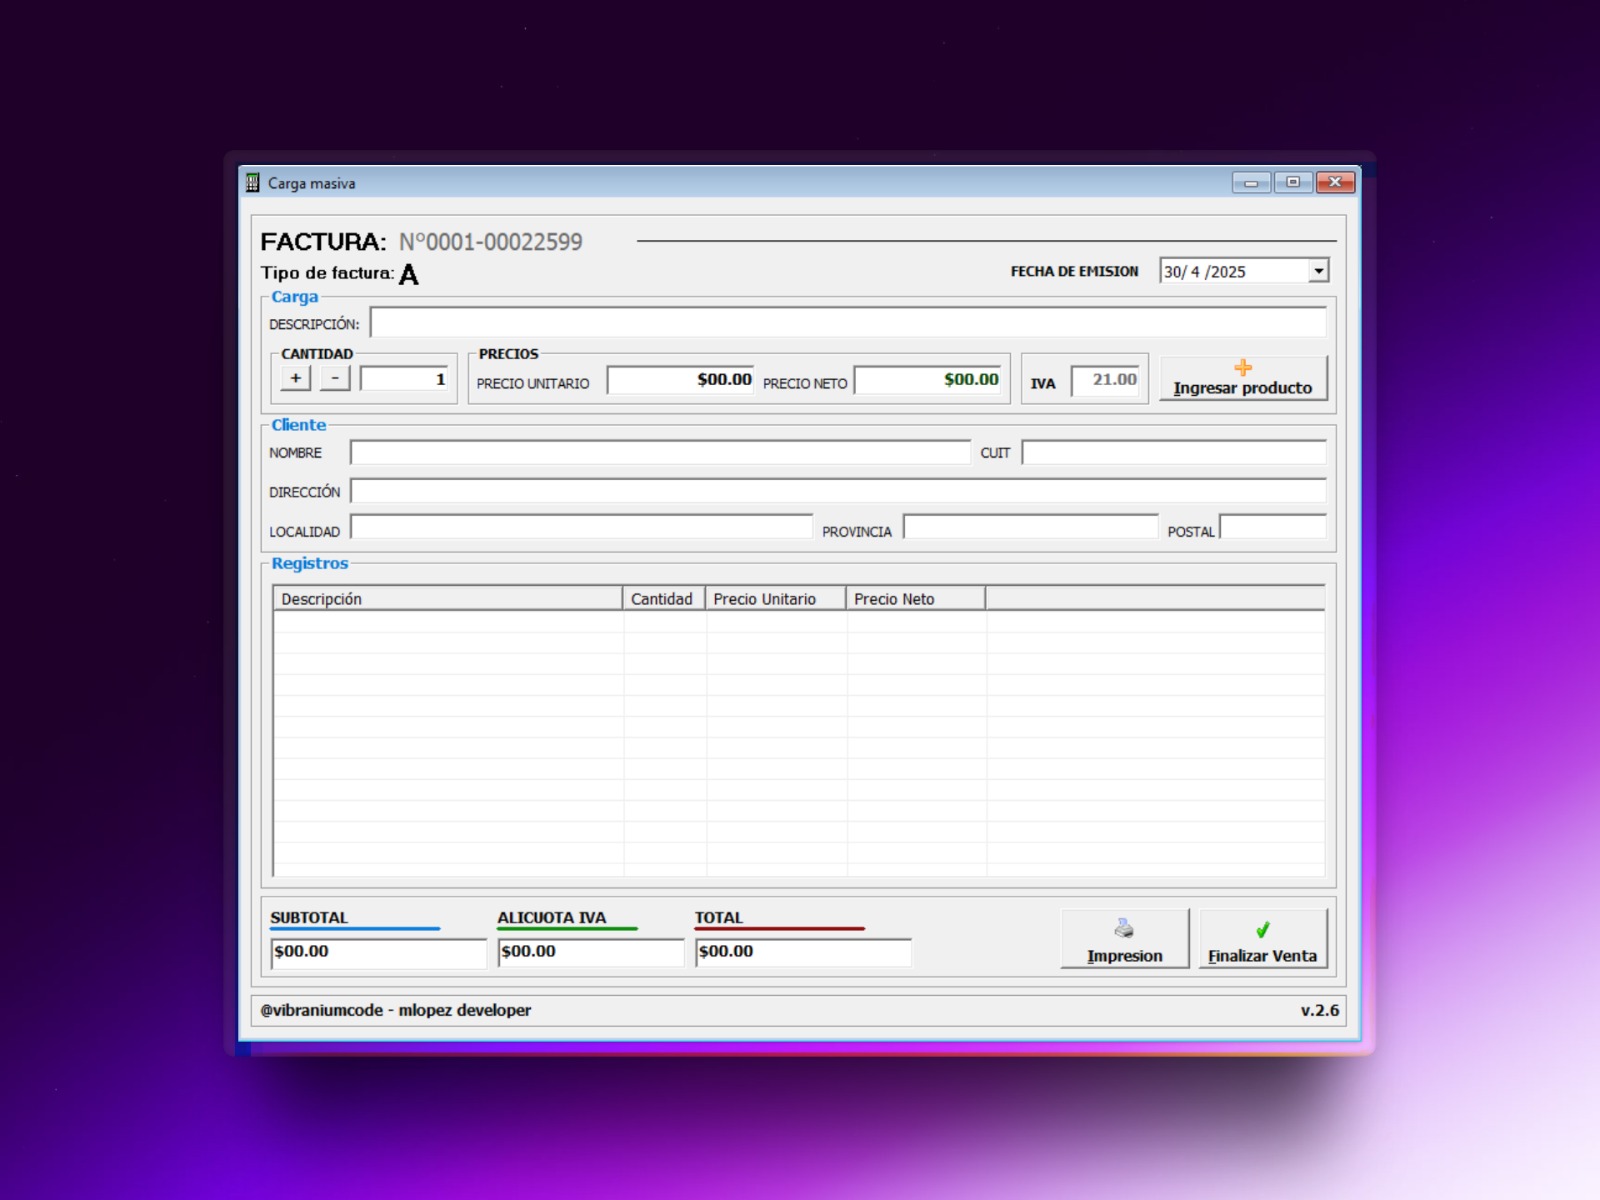 Carga masiva
FACTURA: Nº0001-00022599
Tipo de factura: A
FECHA DE EMISION 30/ 4 /2025
Carga
DESCRIPCIÓN:
CANTIDAD PRECIOS
+ - 1 PRECIO UNITARIO $00.00 PRECIO NETO $00.00 IVA 21.00 Ingresar producto
Cliente
NOMBRE CUIT
DIRECCIÓN
LOCALIDAD PROVINCIA POSTAL
Registros
Descripción Cantidad Precio Unitario Precio Neto
SUBTOTAL ALICUOTA IVA TOTAL
$00.00 $00.00 $00.00 Impresion Finalizar Venta
@vibraniumcode - mlopez developer v.2.6